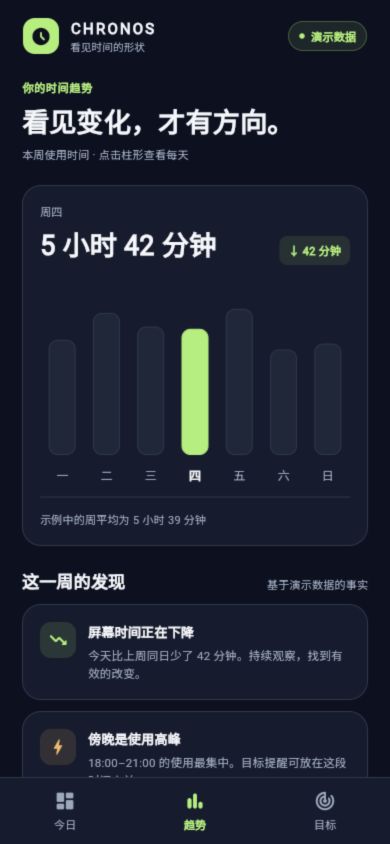 CHRONOS
看见时间的形状
演示数据
你的时间趋势
看见变化，才有方向。
本周使用时间 · 点击柱形查看每天
周四
5 小时 42 分钟
↓ 42 分钟
一 二 三 四 五 六 日
示例中的周平均为 5 小时 39 分钟
这一周的发现
基于演示数据的事实
屏幕时间正在下降
今天比上周同日少了 42 分钟。持续观察，找到有
效的改变。
傍晚是使用高峰
18:00–21:00 的使用最集中。目标提醒可放在这段
今日
趋势
目标